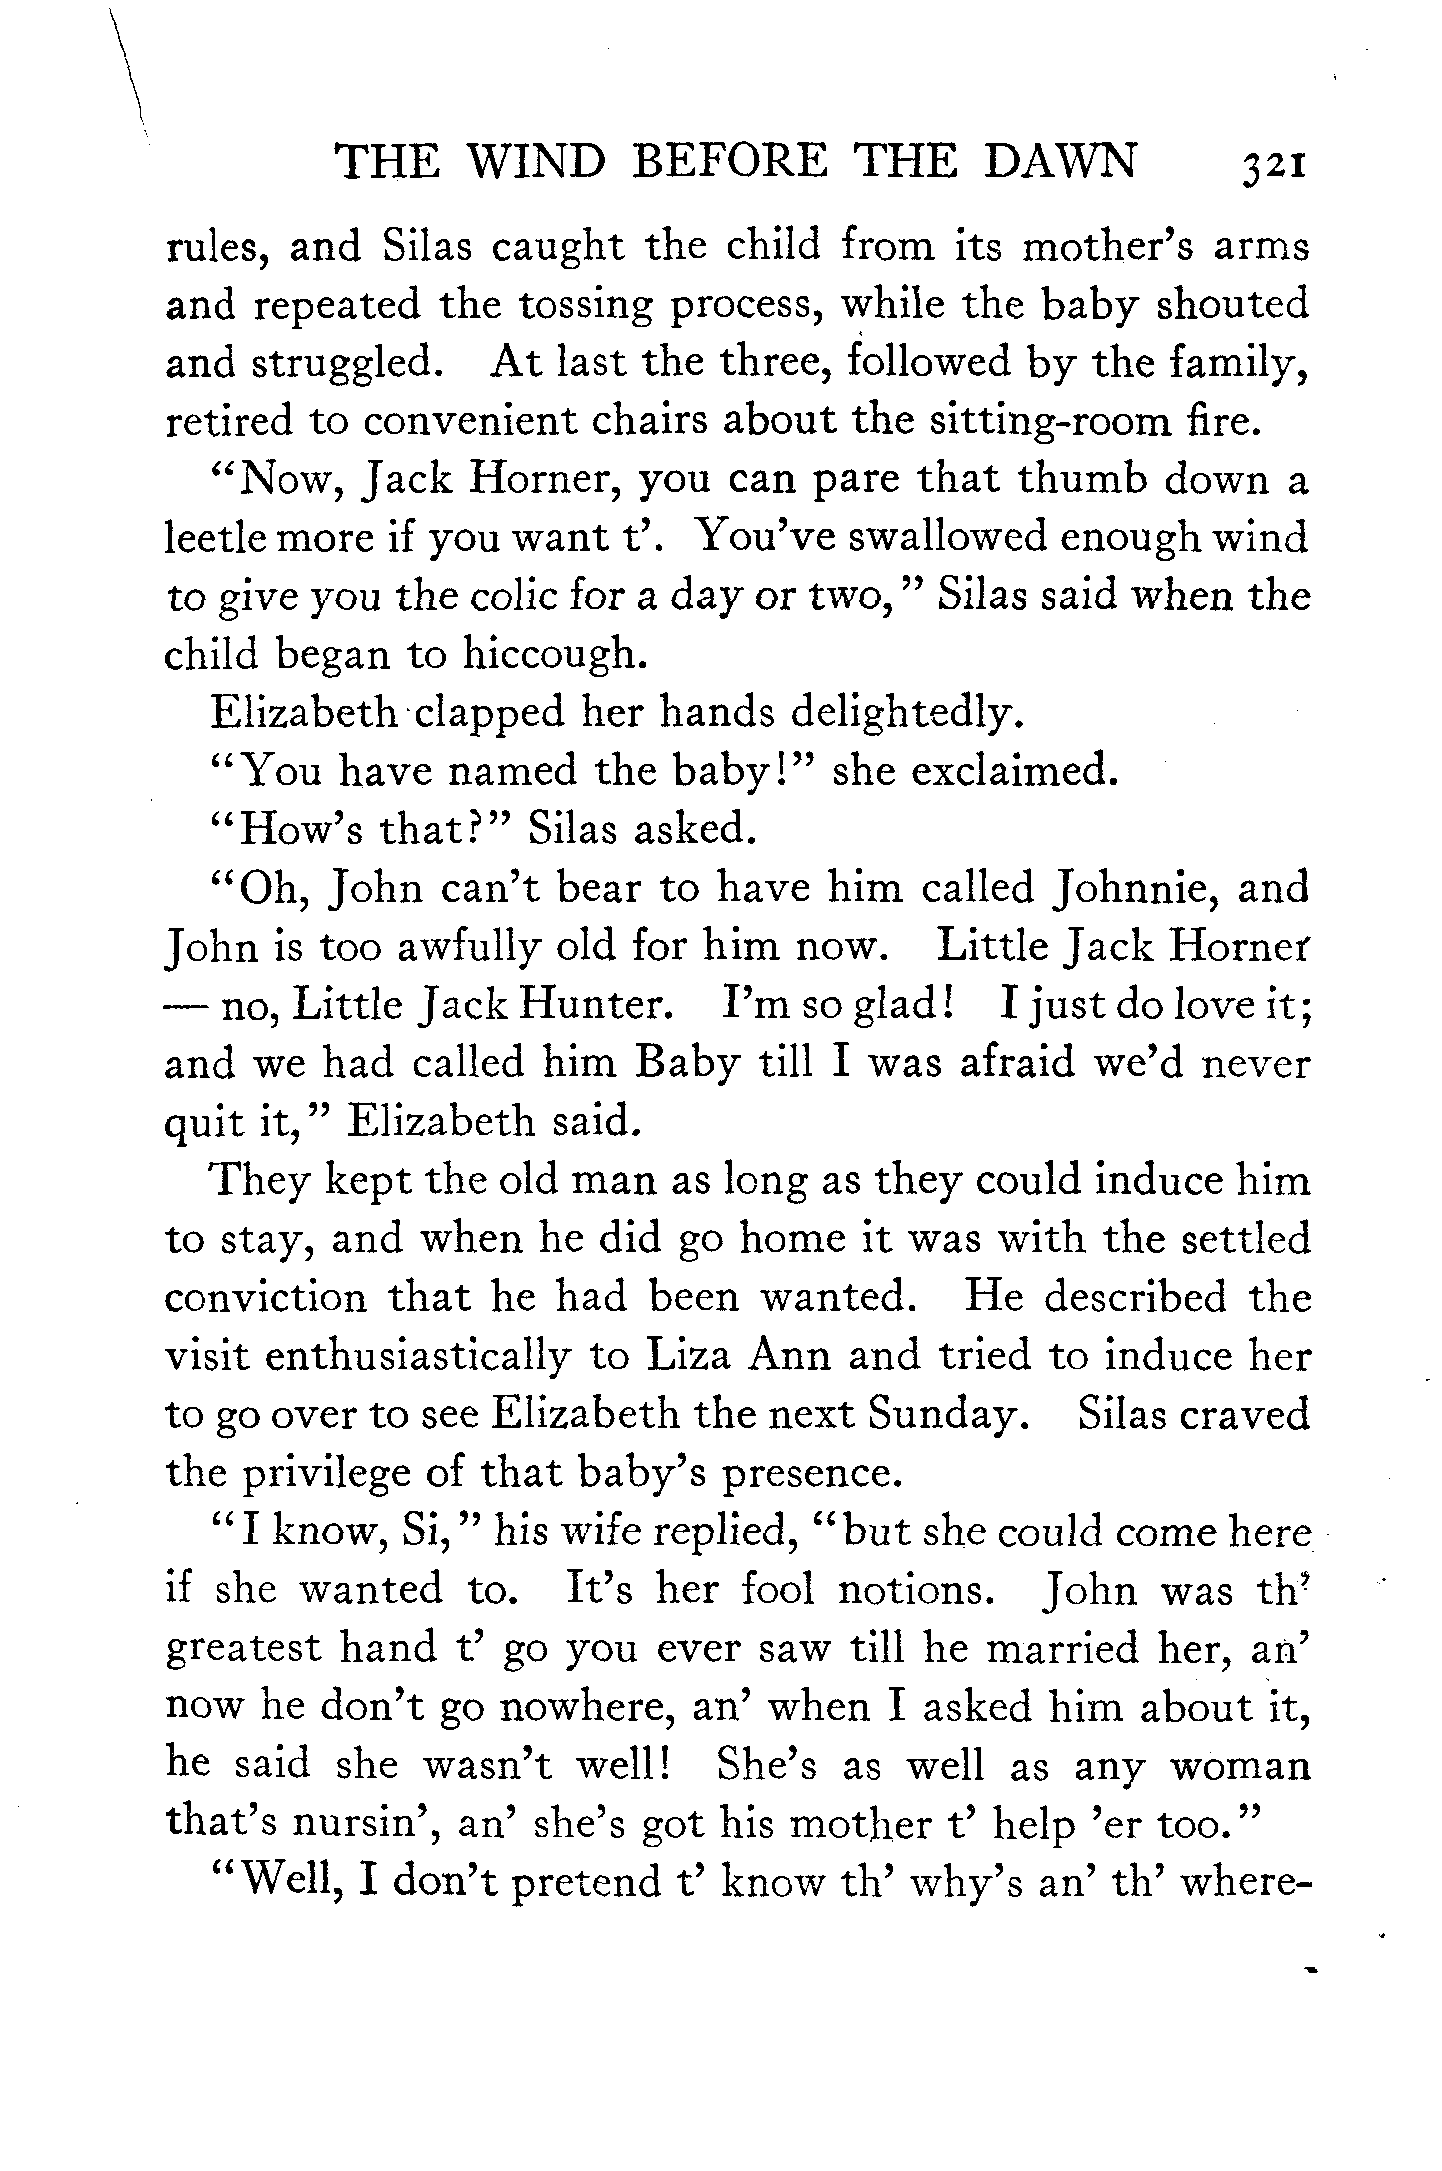 THE WIND BEFORE THE DAWN 321
rules, and Silas caught the child from its mother's arms
and repeated the tossing process, while the baby shouted
and struggled. At last the three, followed by the family,
retired to convenient chairs about the sitting-room fire.
"Now, Jack Horner, you can pare that thumb down a
leetle more if you want t'. You've swallowed enough wind
to give you the colic for a day or two," Silas said when the
child began to hiccough.
Elizabeth clapped her hands delightedly.
"You have named the baby!" she exclaimed.
"How's that?" Silas asked.
"Oh, John can't bear to have him called Johnnie, and
John is too awfully old for him now. Little Jack Horner
— no, Little Jack Hunter. I'm so glad! I just do love it;
and we had called him Baby till I was afraid we'd never
quit it," Elizabeth said.
They kept the old man as long as they could induce him
to stay, and when he did go home it was with the settled
conviction that he had been wanted. He described the
visit enthusiastically to Liza Ann and tried to induce her
to go over to see Elizabeth the next Sunday. Silas craved
the privilege of that baby's presence.
"I know, Si," his wife replied, "but she could come here
if she wanted to. It's her fool notions. John was th'
greatest hand t' go you ever saw till he married her, an'
now he don't go nowhere, an' when I asked him about it,
he said she wasn't well! She's as well as any woman
that's nursin', an' she's got his mother t' help 'er too."
"Well, I don't pretend t' know th' why's an' th' where-